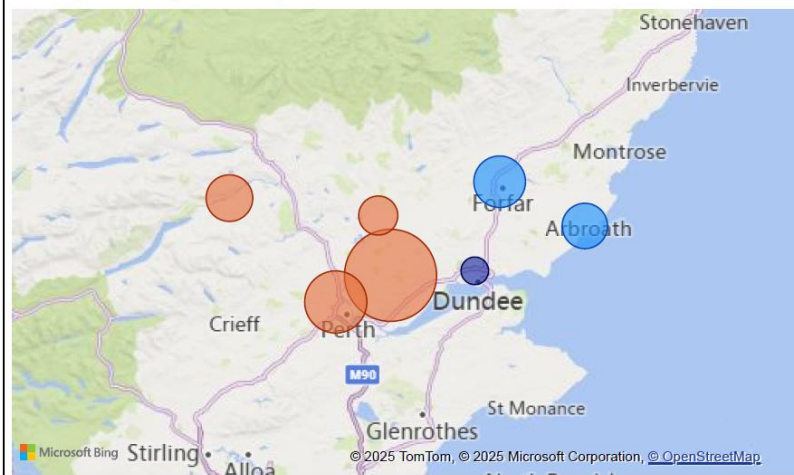 Stonehaven
Inverbervie
Montrose
Forfar
Arbroath
Dundee
Crieff
Perth
M90
St Monance
Glenrothes
Microsoft Bing
Stirling
© 2025 TomTom, © 2025 Microsoft Corporation, © OpenStreetMap
Alloa